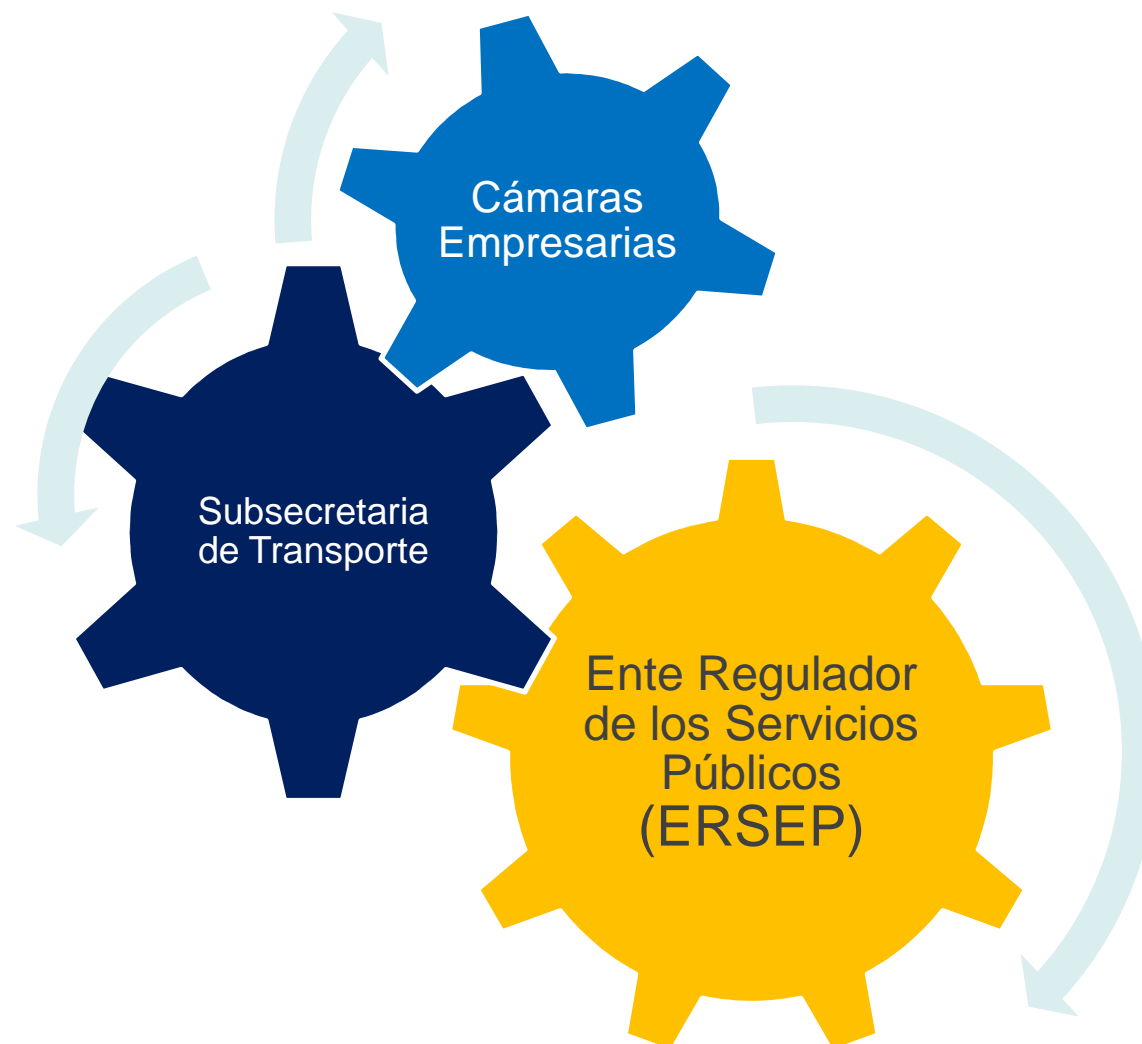 Cámaras
Empresarias
Subsecretaria
de Transporte
Ente Regulador
de los Servicios
Públicos
(ERSEP)